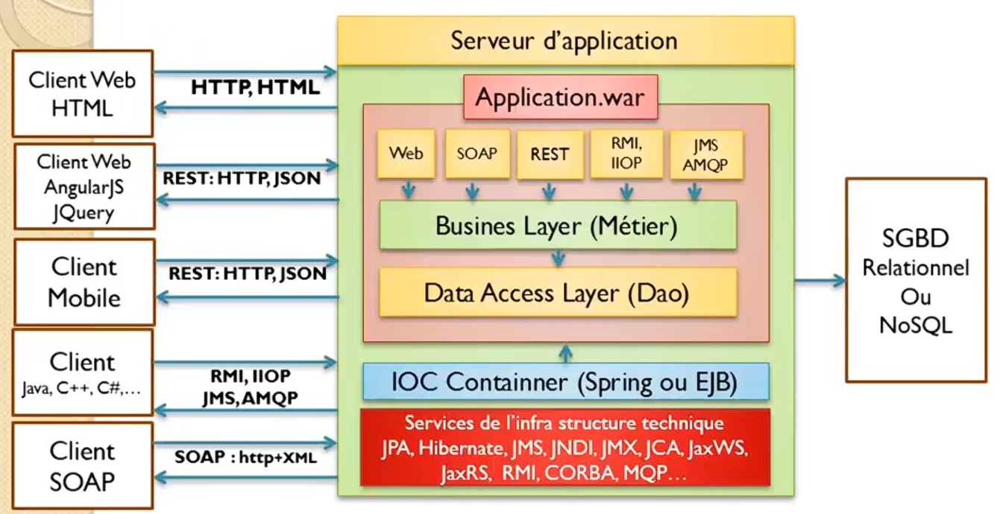 Serveur d'application
Application.war
Client Web
HTML
HTTP, HTML
Client Web
AngularJS
JQuery
REST: HTTP, JSON
Client
Mobile
REST: HTTP, JSON
Client
Java, C++, C#,...
RMI, IIOP
JMS, AMQP
Client
SOAP
SOAP : http+XML
Web
SOAP
REST
RMI,
IIOP
JMS
AMQP
Busines Layer (Métier)
Data Access Layer (Dao)
IOC Containner (Spring ou EJB)
Services de l'infra structure technique
JPA, Hibernate, JMS, JNDI, JMX, JCA, JaxWS,
JaxRS, RMI, CORBA, MQP...
SGBD
Relationnel
Ou
NoSQL